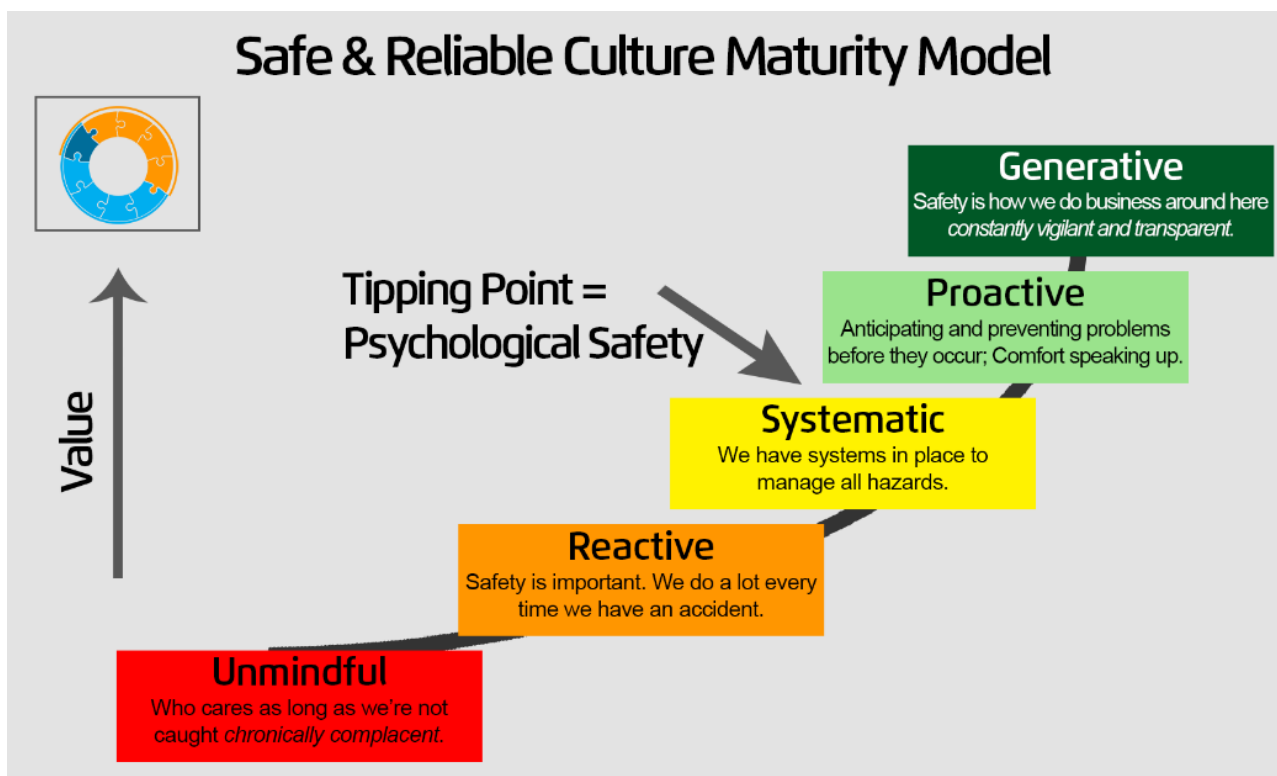 Safe & Reliable Culture Maturity Model
Generative
Safety is how we do business around here
constantly vigilant and transparent.
Tipping Point =
Psychological Safety
Proactive
Anticipating and preventing problems
before they occur; Comfort speaking up.
Value
Systematic
We have systems in place to
manage all hazards.
Reactive
Safety is important. We do a lot every
time we have an accident.
Unmindful
Who cares as long as we’re not
caught chronically complacent.